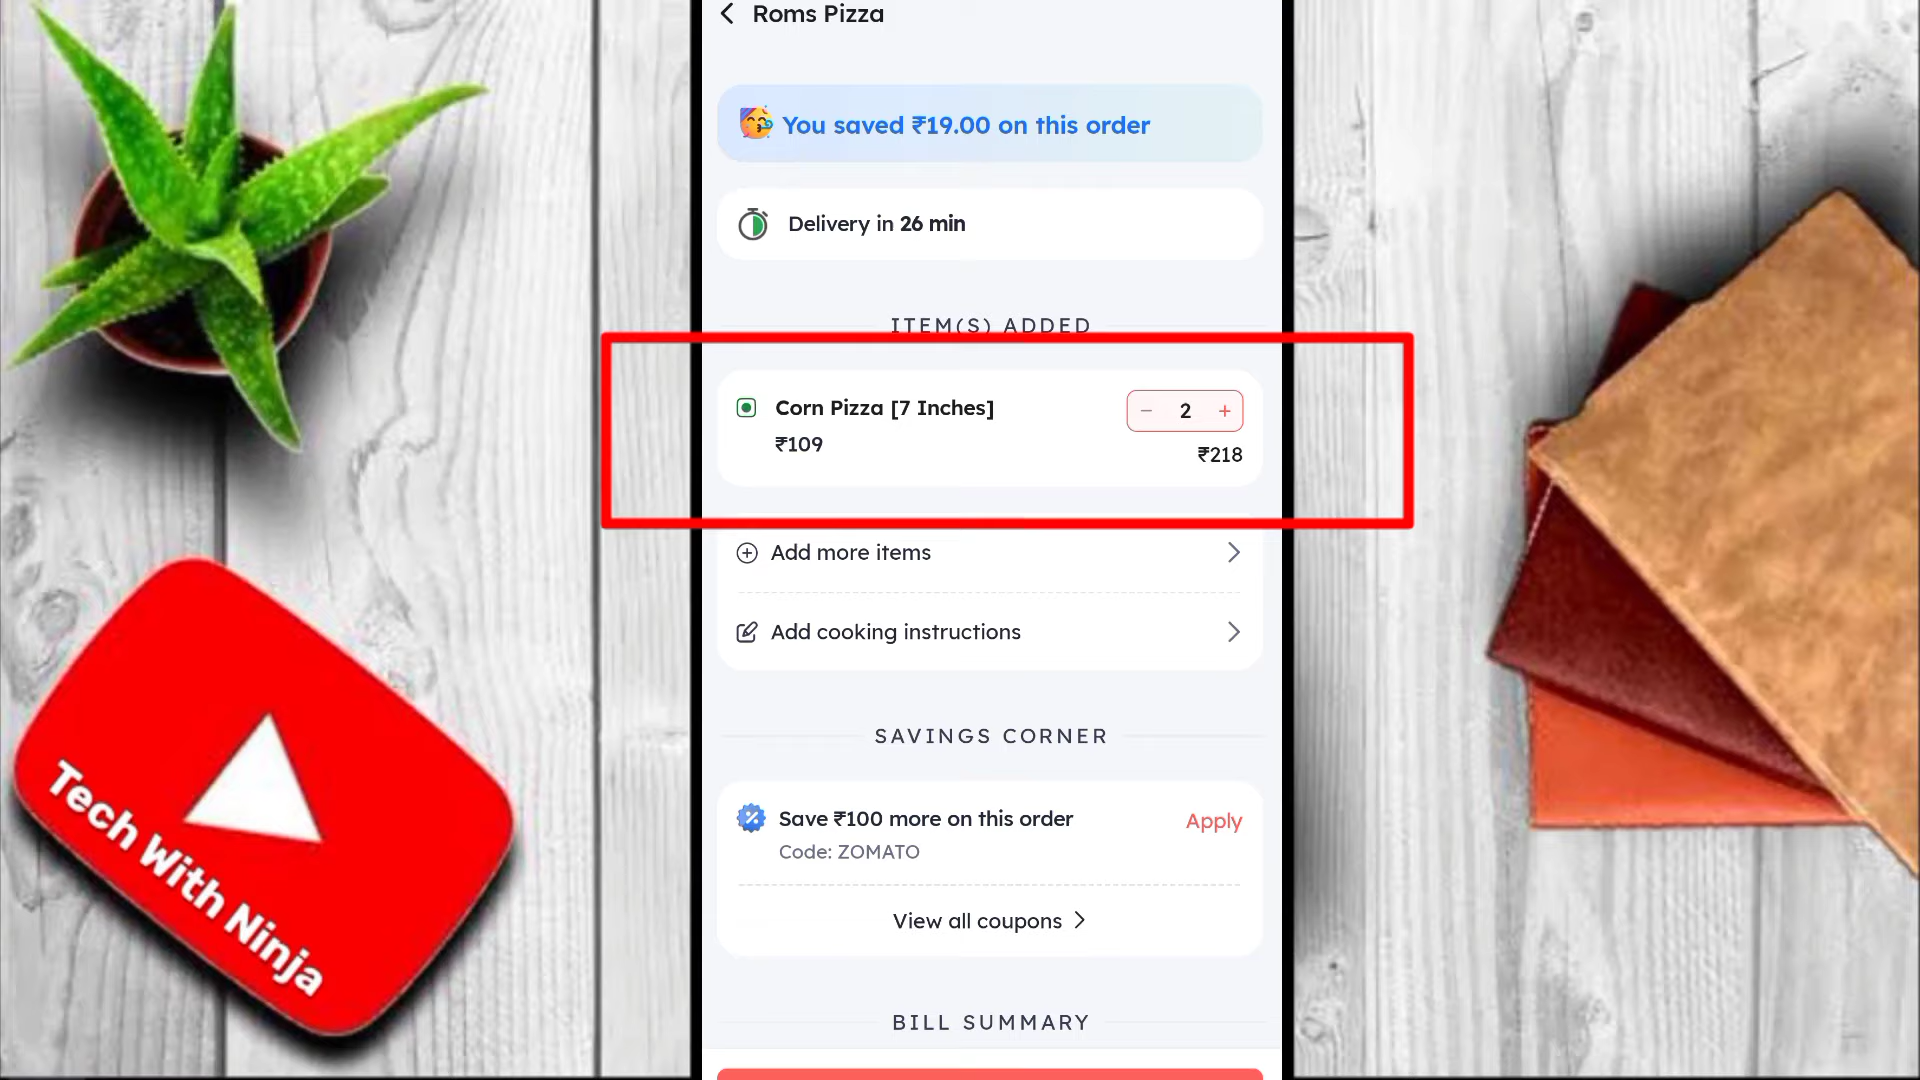 Roms Pizza
You saved ₹19.00 on this order
Delivery in 26 min
ITEM(S) ADDED
Corn Pizza [7 Inches]
2
₹109
₹218
Add more items
Add cooking instructions
SAVINGS CORNER
Save ₹100 more on this order
Apply
Code: ZOMATO
View all coupons
BILL SUMMARY
Tech With Ninja